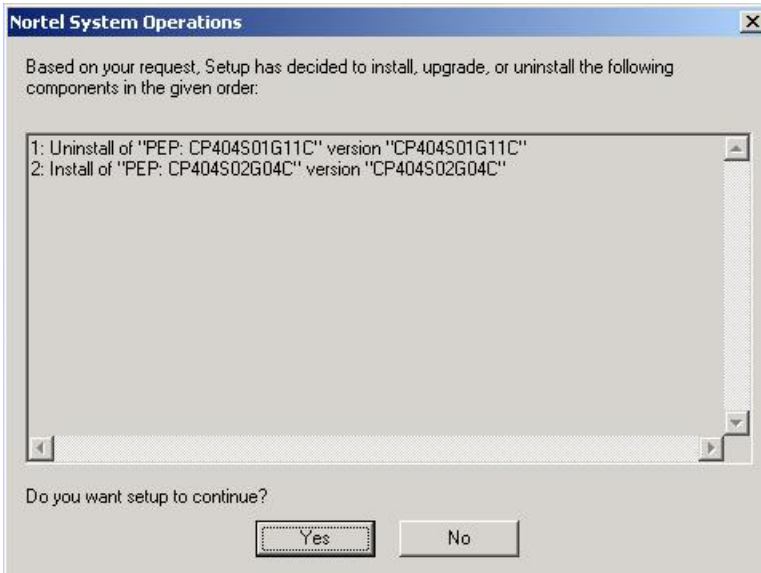 Nortel System Operations
Based on your request, Setup has decided to install, upgrade, or uninstall the following
components in the given order:
1: Uninstall of "PEP: CP404S01G11C" version "CP404S01G11C"
2: Install of "PEP: CP404S02G04C" version "CP404S02G04C"
Do you want setup to continue?
Yes
No